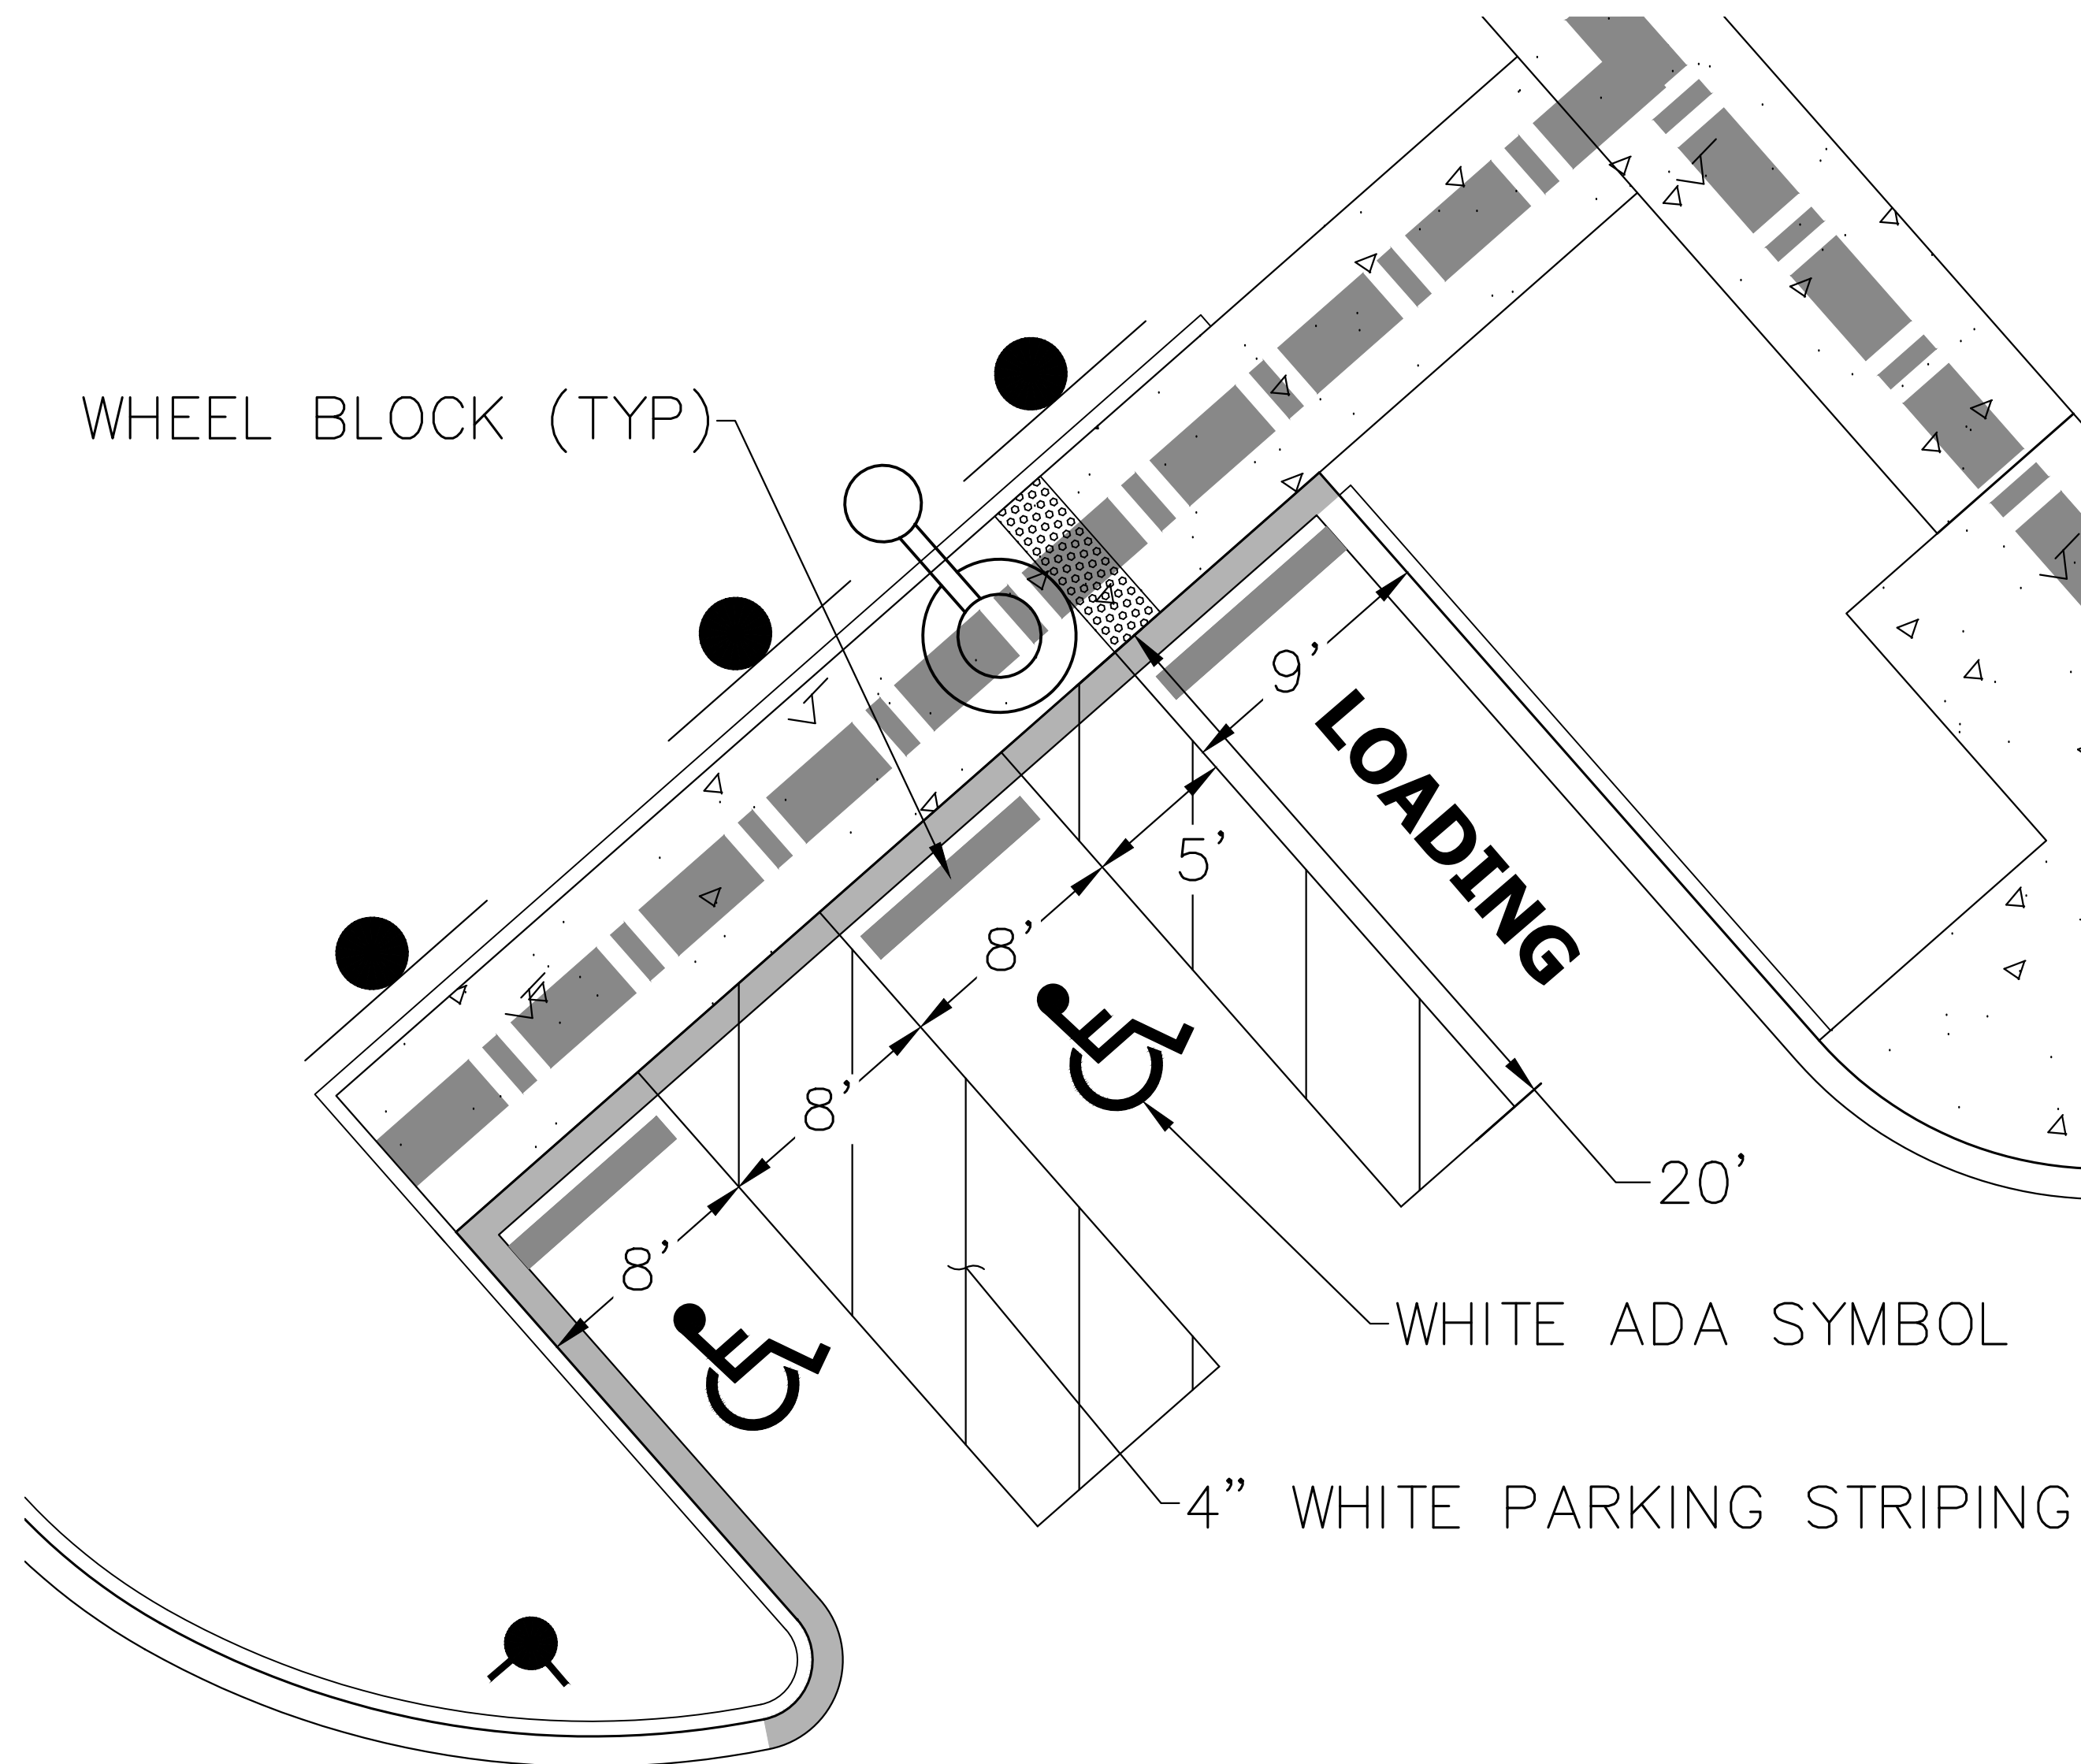 WHEEL BLOCK (TYP)
9'
LOADING
5'
8'
8'
20'
8'
WHITE ADA SYMBOL
4" WHITE PARKING STRIPING